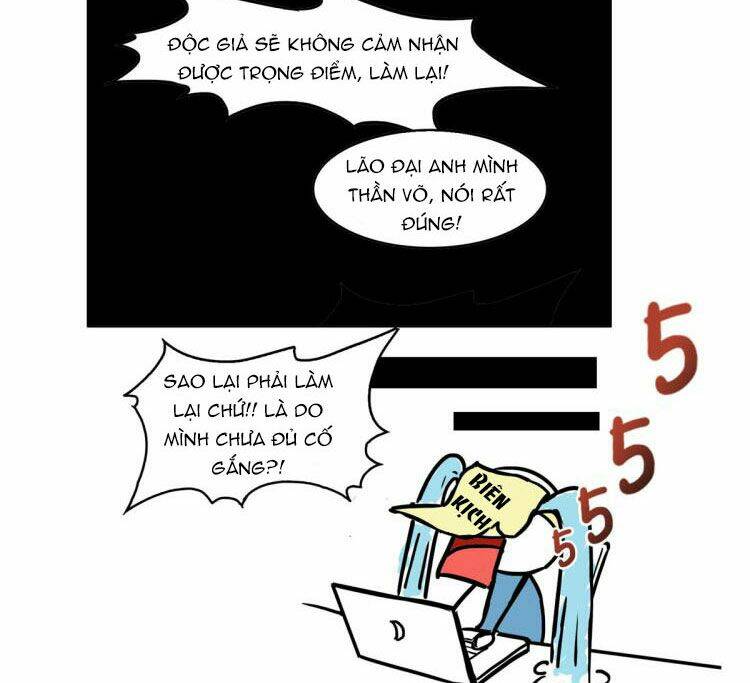 ĐỘC GIẢ SẼ KHÔNG CẢM NHẬN
ĐƯỢC TRỌNG ĐIỂM, LÀM LẠI!
LÃO ĐẠI ANH MÌNH
THẦN VÕ, NÓI RẤT
ĐÚNG!
SAO LẠI PHẢI LÀM
LẠI CHỨ!! LÀ DO
MÌNH CHƯA ĐỦ CỐ
GẮNG?!
5
5
5
5
BIÊN
KỊCH